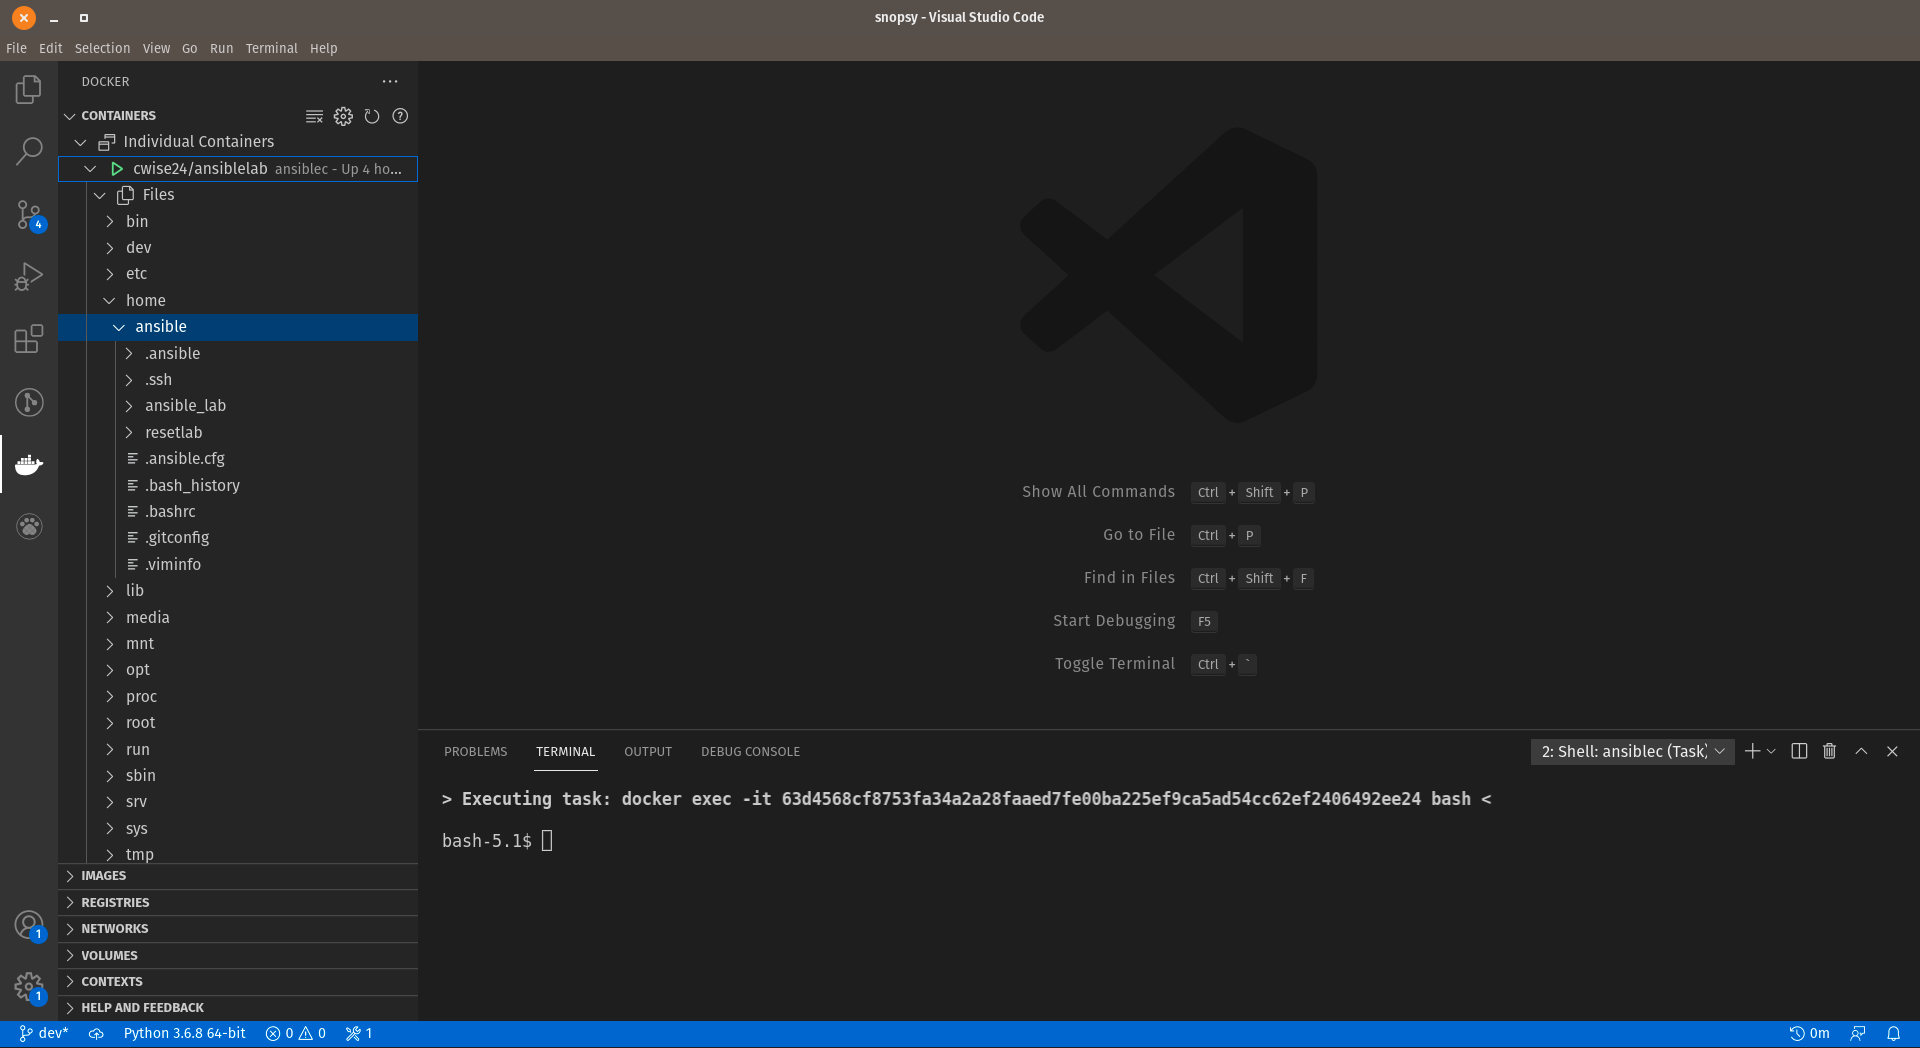 snopsy - Visual Studio Code
File Edit Selection View Go Run Terminal Help
DOCKER
CONTAINERS
Individual Containers
cwise24/ansiblelab ansiblec - Up 4 ho...
Files
bin
dev
etc
home
ansible
.ansible
.ssh
ansible_lab
resetlab
.ansible.cfg
.bash_history
.bashrc
.gitconfig
.viminfo
lib
media
mnt
opt
proc
root
run
sbin
srv
sys
tmp
IMAGES
REGISTRIES
NETWORKS
VOLUMES
CONTEXTS
HELP AND FEEDBACK
4
1
1
Show All Commands Ctrl + Shift + P
Go to File Ctrl + P
Find in Files Ctrl + Shift + F
Start Debugging F5
Toggle Terminal Ctrl + `
PROBLEMS TERMINAL OUTPUT DEBUG CONSOLE 2: Shell: ansiblec (Task)
> Executing task: docker exec -it 63d4568cf8753fa34a2a28faaed7fe00ba225ef9ca5ad54cc62ef2406492ee24 bash <
bash-5.1$
dev* Python 3.6.8 64-bit 0 0 1 0m